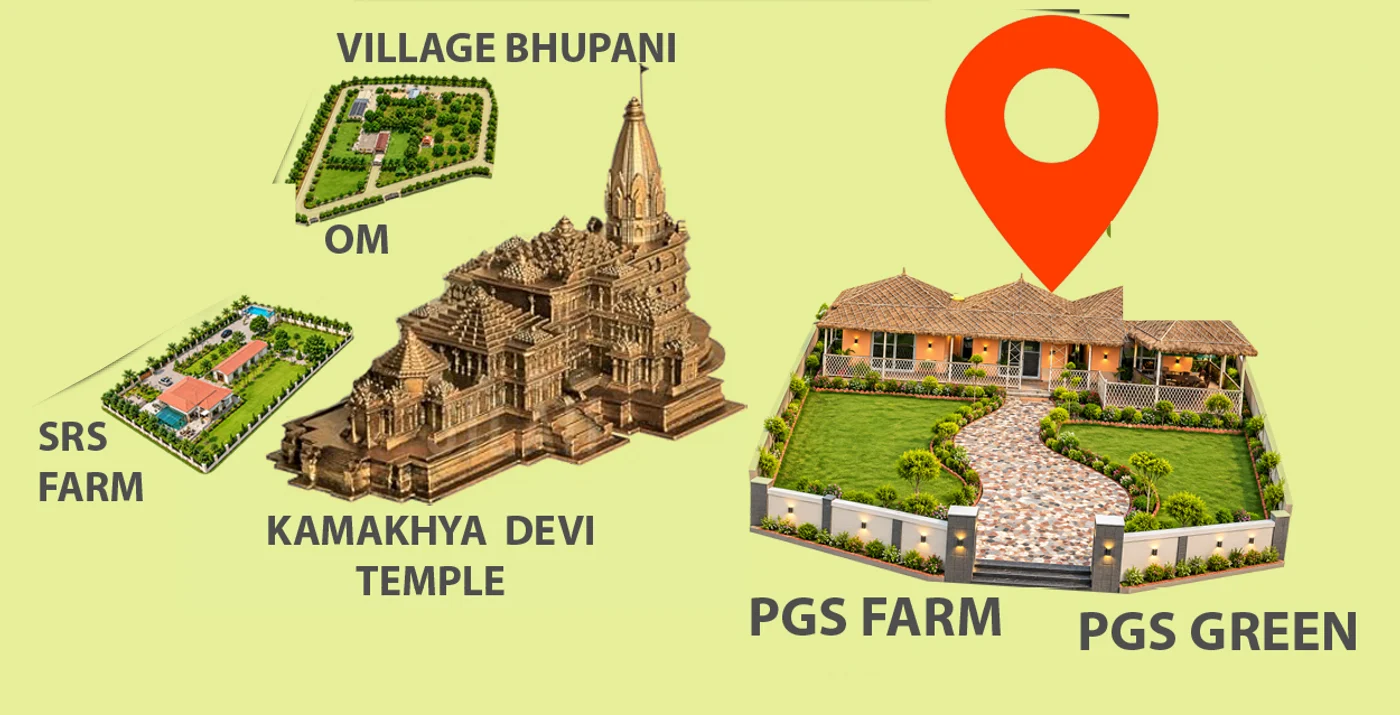 VILLAGE BHUPANI
OM
SRS
FARM
KAMAKHYA DEVI
TEMPLE
PGS FARM
PGS GREEN